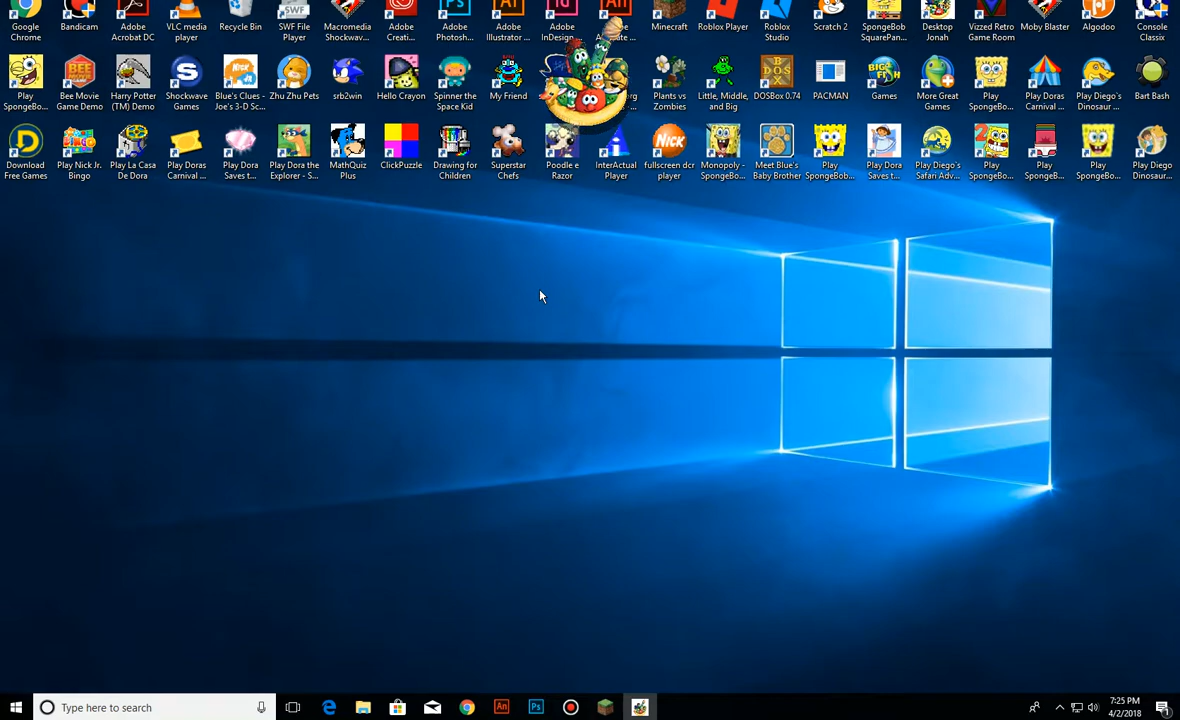 Google Chrome
Bandicam
Adobe Acrobat DC
VLC media player
Recycle Bin
SWF File Player
Macromedia Shockwav...
Adobe Creati...
Adobe Photosh...
Adobe Illustrator ...
Adobe InDesign...
Adobe Animate ...
Minecraft
Roblox Player
Roblox Studio
Scratch 2
SpongeBob SquarePan...
Desktop Jonah
Vizzed Retro Game Room
Moby Blaster
Algodoo
Console Classix
Play SpongeBo...
Bee Movie Game Demo
Harry Potter (TM) Demo
Shockwave Games
Blue's Clues - Joe's 3-D Sc...
Zhu Zhu Pets
srb2win
Hello Crayon
Spinner the Space Kid
My Friend
Plants vs Zombies
Little, Middle, and Big
DOSBox 0.74
PACMAN
Games
More Great Games
Play SpongeBo...
Play Doras Carnival ...
Play Diego's Dinosaur ...
Bart Bash
Download Free Games
Play Nick Jr. Bingo
Play La Casa De Dora
Play Doras Carnival ...
Play Dora Saves t...
Play Dora the Explorer - S...
MathQuiz Plus
ClickPuzzle
Drawing for Children
Superstar Chefs
Poodle e Razor
InterActual Player
fullscreen dcr player
Monopoly - SpongeBo...
Meet Blue's Baby Brother
Play SpongeBob...
Play Dora Saves t...
Play Diego's Safari Adv...
Play SpongeBo...
Play SpongeB...
Play SpongeBo...
Play Diego Dinosaur...
Type here to search
7:25 PM
4/2/2018